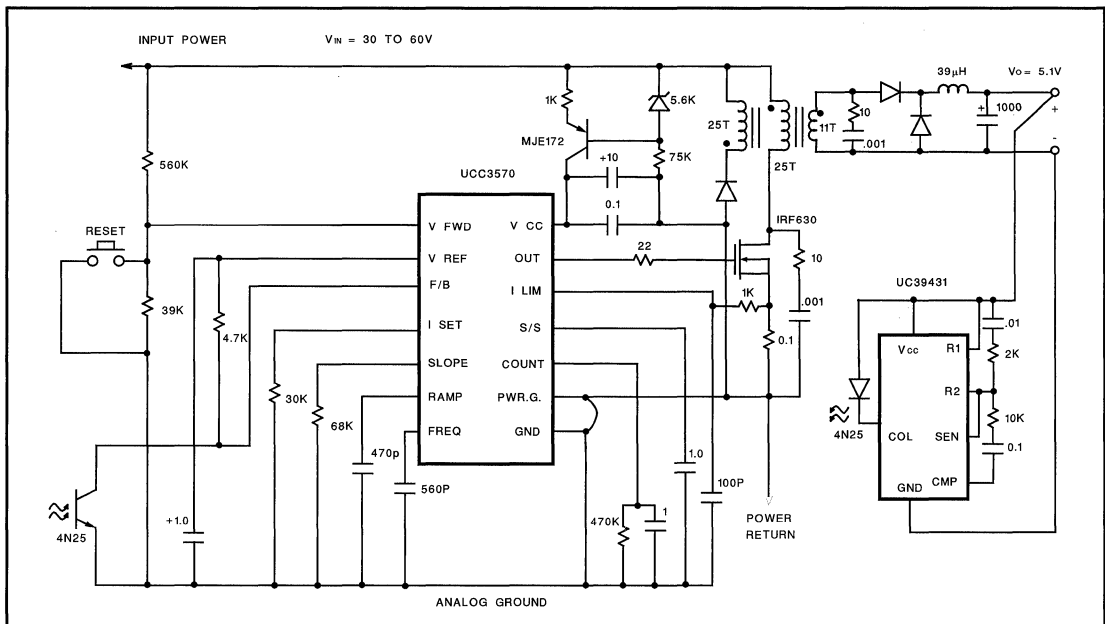 INPUT POWER
VIN = 30 TO 60V
39µH
VO= 5.1V
1K
5.6K
25T
10
11T
+ 1000
+
-
MJE172
.001
560K
75K
25T
+10
UCC3570
0.1
IRF630
V FWD
V CC
RESET
22
V REF
OUT
10
F/B
I LIM
1K
UC39431
39K
4.7K
I SET
S/S
.001
0.1
.01
Vcc
R1
2K
SLOPE
COUNT
R2
30K
RAMP
PWR.G.
10K
68K
4N25
COL
SEN
FREQ
GND
0.1
470p
1.0
GND
CMP
560P
100P
4N25
+1.0
470K
1
POWER
RETURN
ANALOG GROUND